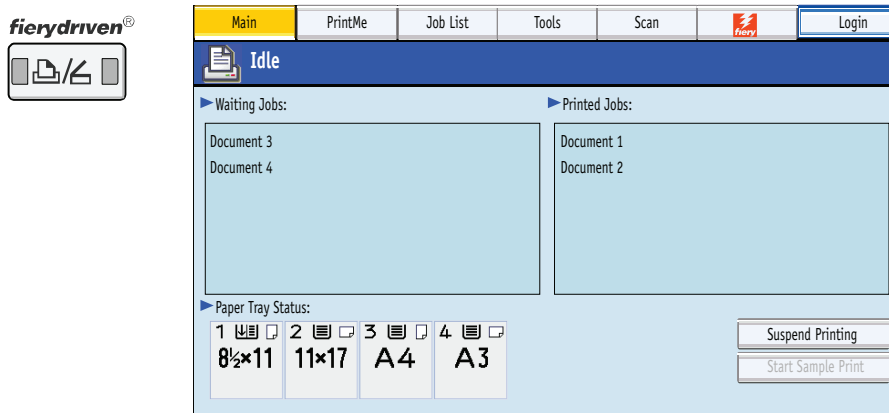 fierydriven®
Main PrintMe Job List Tools Scan fiery Login
Idle
Waiting Jobs: Printed Jobs:
Document 3 Document 1
Document 4 Document 2
Paper Tray Status:
1 2 3 4
8½×11 11×17 A4 A3
Suspend Printing
Start Sample Print